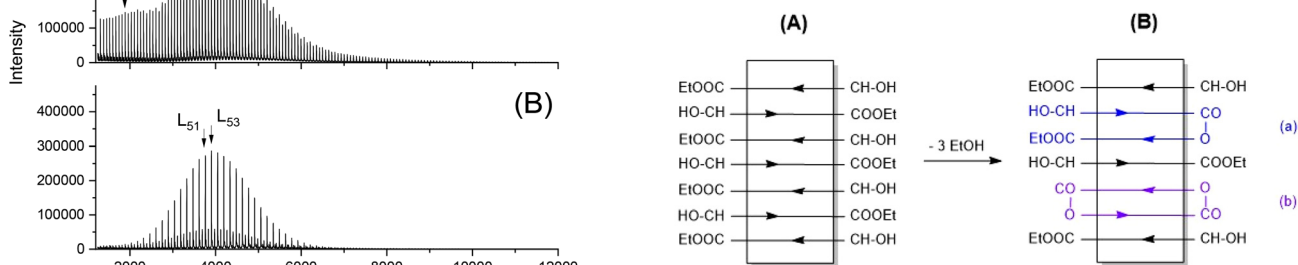 Intensity
100000
0
(B)
L51 L53
400000
300000
200000
100000
0
(A) (B)
EtOOC CH-OH
HO-CH COOEt
EtOOC CH-OH
HO-CH COOEt
EtOOC CH-OH
HO-CH COOEt
EtOOC CH-OH
- 3 EtOH
EtOOC CH-OH
HO-CH CO
(a)
EtOOC O
HO-CH COOEt
CO O
(b)
O CO
EtOOC CH-OH